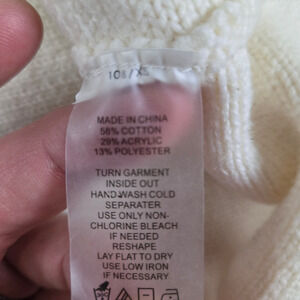 MADE IN CHINA
58% COTTON
29% ACRYLIC
13% POLYESTER
TURN GARMENT
INSIDE OUT
HAND WASH COLD
SEPARATER
USE ONLY NON-
CHLORINE BLEACH
IF NEEDED
RESHAPE
LAY FLAT TO DRY
USE LOW IRON
IF NECESSARY